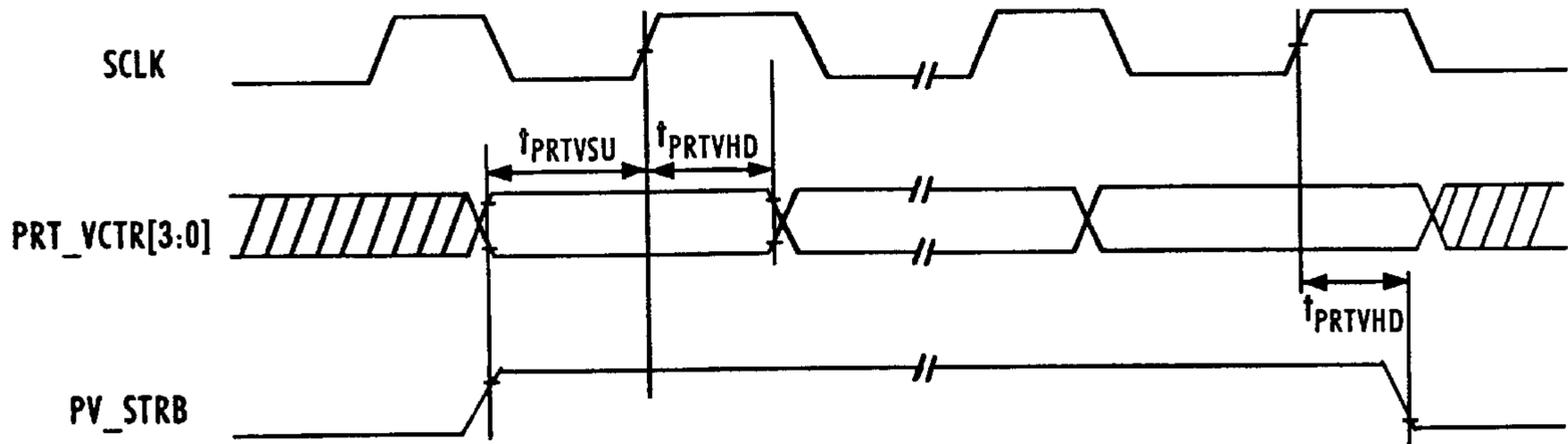 SCLK
tPRTVSU
tPRTVHD
PRT_VCTR[3:0]
tPRTVHD
PV_STRB